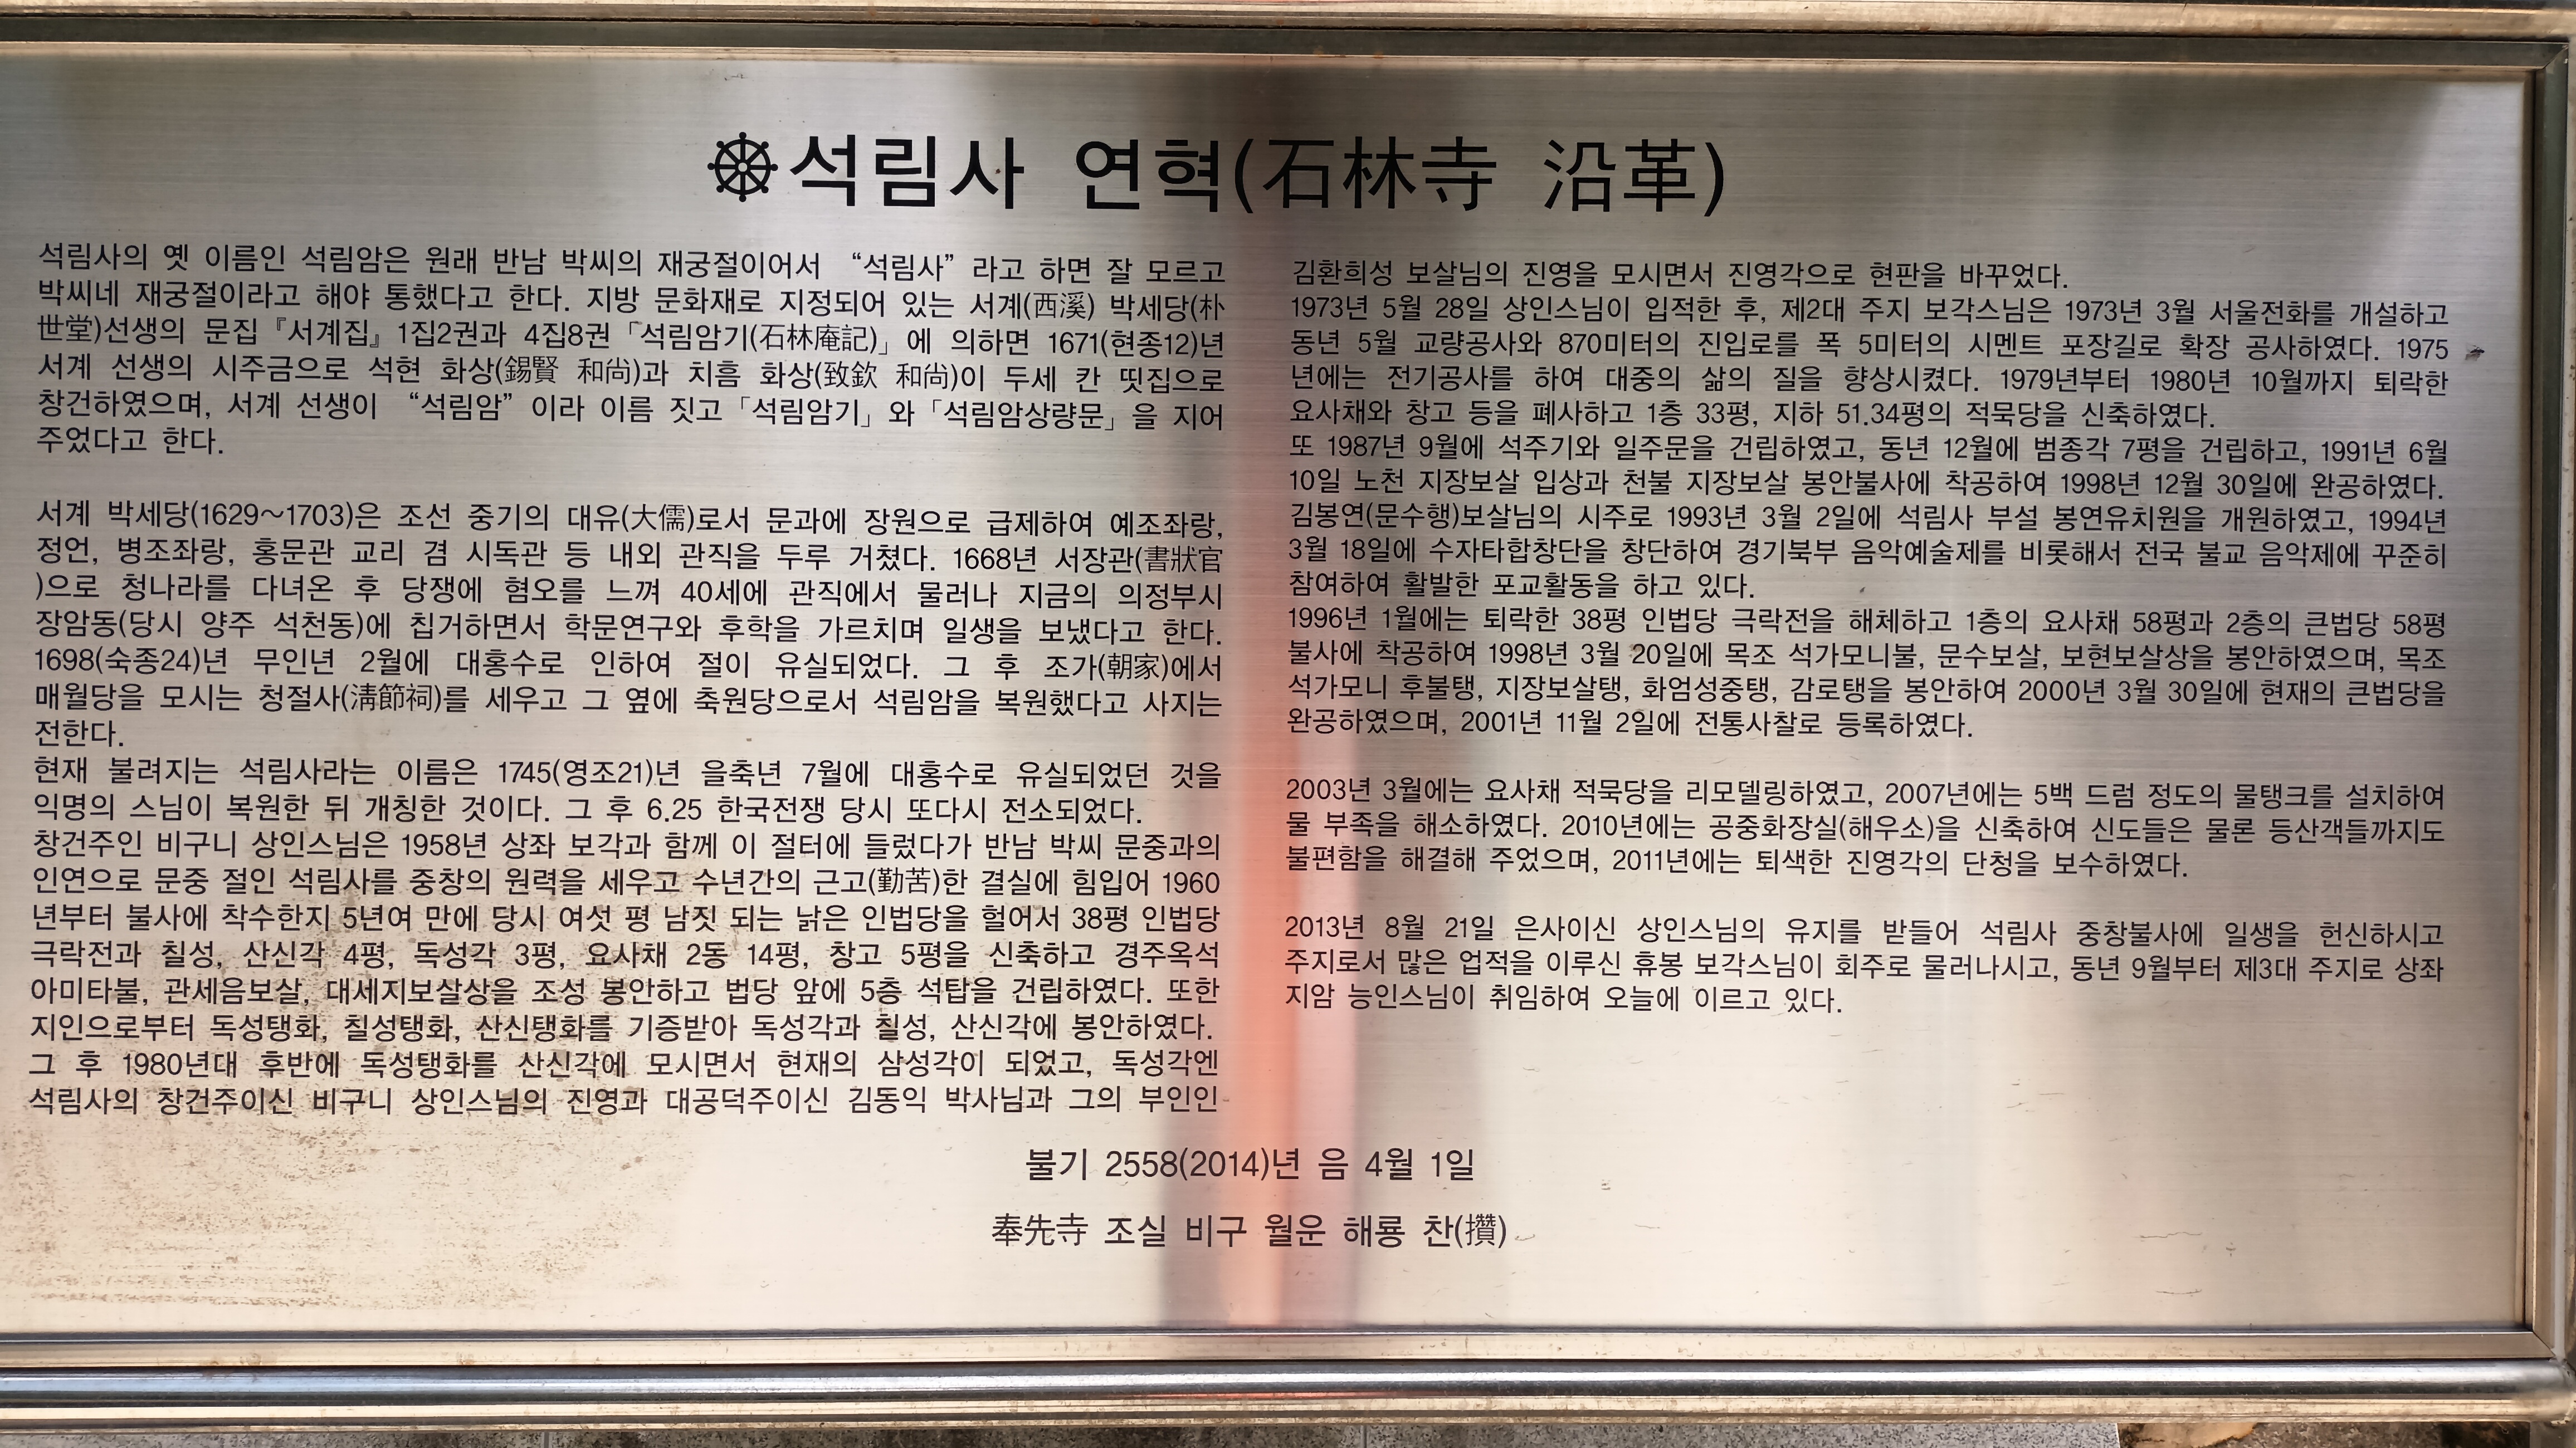 석림사 연혁(石林寺 沿革)
석림사의 옛 이름인 석림암은 원래 반남 박씨의 재궁절이어서 “석림사” 라고 하면 잘 모르고
박씨네 재궁절이라고 해야 통했다고 한다. 지방 문화재로 지정되어 있는 서계(西溪) 박세당(朴
世堂)선생의 문집 『서계집』 1집2권과 4집8권 「석림암기(石林庵記)」에 의하면 1671(현종12)년
서계 선생의 시주금으로 석현 화상(錫賢 和尙)과 치흠 화상(致欽 和尙)이 두세 칸 띳집으로
창건하였으며, 서계 선생이 “석림암” 이라 이름 짓고 「석림암기」와 「석림암상량문」을 지어
주었다고 한다.
서계 박세당(1629～1703)은 조선 중기의 대유(大儒)로서 문과에 장원으로 급제하여 예조좌랑,
정언, 병조좌랑, 홍문관 교리 겸 시독관 등 내외 관직을 두루 거쳤다. 1668년 서장관(書狀官
)으로 청나라를 다녀온 후 당쟁에 혐오를 느껴 40세에 관직에서 물러나 지금의 의정부시
장암동(당시 양주 석천동)에 칩거하면서 학문연구와 후학을 가르치며 일생을 보냈다고 한다.
1698(숙종24)년 무인년 2월에 대홍수로 인하여 절이 유실되었다. 그 후 조가(朝家)에서
매월당을 모시는 청절사(淸節祠)를 세우고 그 옆에 축원당으로서 석림암을 복원했다고 사지는
전한다.
현재 불려지는 석림사라는 이름은 1745(영조21)년 을축년 7월에 대홍수로 유실되었던 것을
익명의 스님이 복원한 뒤 개칭한 것이다. 그 후 6.25 한국전쟁 당시 또다시 전소되었다.
창건주인 비구니 상인스님은 1958년 상좌 보각과 함께 이 절터에 들렀다가 반남 박씨 문중과의
인연으로 문중 절인 석림사를 중창의 원력을 세우고 수년간의 근고(勤苦)한 결실에 힘입어 1960
년부터 불사에 착수한지 5년여 만에 당시 여섯 평 남짓 되는 낡은 인법당을 헐어서 38평 인법당
극락전과 칠성, 산신각 4평, 독성각 3평, 요사채 2동 14평, 창고 5평을 신축하고 경주옥석
아미타불, 관세음보살, 대세지보살상을 조성 봉안하고 법당 앞에 5층 석탑을 건립하였다. 또한
지인으로부터 독성탱화, 칠성탱화, 산신탱화를 기증받아 독성각과 칠성, 산신각에 봉안하였다.
그 후 1980년대 후반에 독성탱화를 산신각에 모시면서 현재의 삼성각이 되었고, 독성각엔
석림사의 창건주이신 비구니 상인스님의 진영과 대공덕주이신 김동익 박사님과 그의 부인인
김환희성 보살님의 진영을 모시면서 진영각으로 현판을 바꾸었다.
1973년 5월 28일 상인스님이 입적한 후, 제2대 주지 보각스님은 1973년 3월 서울전화를 개설하고
동년 5월 교량공사와 870미터의 진입로를 폭 5미터의 시멘트 포장길로 확장 공사하였다. 1975
년에는 전기공사를 하여 대중의 삶의 질을 향상시켰다. 1979년부터 1980년 10월까지 퇴락한
요사채와 창고 등을 폐사하고 1층 33평, 지하 51.34평의 적묵당을 신축하였다.
또 1987년 9월에 석주기와 일주문을 건립하였고, 동년 12월에 범종각 7평을 건립하고, 1991년 6월
10일 노천 지장보살 입상과 천불 지장보살 봉안불사에 착공하여 1998년 12월 30일에 완공하였다.
김봉연(문수행)보살님의 시주로 1993년 3월 2일에 석림사 부설 봉연유치원을 개원하였고, 1994년
3월 18일에 수자타합창단을 창단하여 경기북부 음악예술제를 비롯해서 전국 불교 음악제에 꾸준히
참여하여 활발한 포교활동을 하고 있다.
1996년 1월에는 퇴락한 38평 인법당 극락전을 해체하고 1층의 요사채 58평과 2층의 큰법당 58평
불사에 착공하여 1998년 3월 20일에 목조 석가모니불, 문수보살, 보현보살상을 봉안하였으며, 목조
석가모니 후불탱, 지장보살탱, 화엄성중탱, 감로탱을 봉안하여 2000년 3월 30일에 현재의 큰법당을
완공하였으며, 2001년 11월 2일에 전통사찰로 등록하였다.
2003년 3월에는 요사채 적묵당을 리모델링하였고, 2007년에는 5백 드럼 정도의 물탱크를 설치하여
물 부족을 해소하였다. 2010년에는 공중화장실(해우소)을 신축하여 신도들은 물론 등산객들까지도
불편함을 해결해 주었으며, 2011년에는 퇴색한 진영각의 단청을 보수하였다.
2013년 8월 21일 은사이신 상인스님의 유지를 받들어 석림사 중창불사에 일생을 헌신하시고
주지로서 많은 업적을 이루신 휴봉 보각스님이 회주로 물러나시고, 동년 9월부터 제3대 주지로 상좌
지암 능인스님이 취임하여 오늘에 이르고 있다.
불기 2558(2014)년 음 4월 1일
奉先寺 조실 비구 월운 해룡 찬(攢)